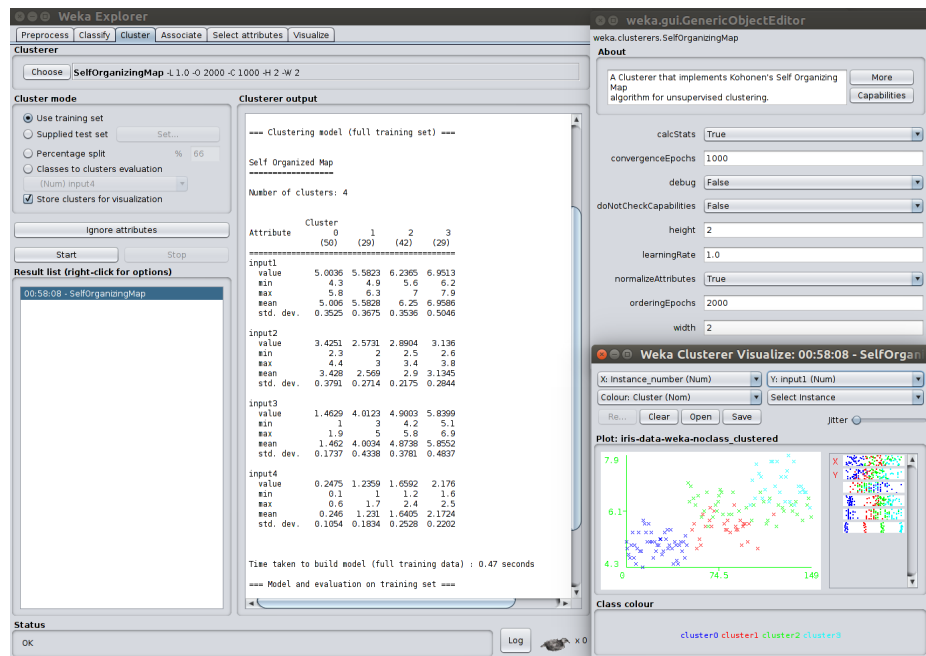 Weka Explorer
Preprocess Classify Cluster Associate Select attributes Visualize
Clusterer
Choose SelfOrganizingMap -L 1.0 -O 2000 -C 1000 -H 2 -W 2
Cluster mode
Use training set
Supplied test set Set...
Percentage split % 66
Classes to clusters evaluation
(Num) input4
Store clusters for visualization
Ignore attributes
Start Stop
Result list (right-click for options)
00:58:08 - SelfOrganizingMap
Clusterer output
=== Clustering model (full training set) ===
Self Organized Map
==================
Number of clusters: 4
Cluster
Attribute 0 1 2 3
(50) (29) (42) (29)
input1
value 5.0036 5.5823 6.2365 6.9513
min 4.3 4.9 5.6 6.2
max 5.8 6.3 7 7.9
mean 5.006 5.5828 6.25 6.9586
std. dev. 0.3525 0.3675 0.3536 0.5046
input2
value 3.4251 2.5731 2.8904 3.136
min 2.3 2 2.5 2.6
max 4.4 3 3.4 3.8
mean 3.428 2.569 2.9 3.1345
std. dev. 0.3791 0.2714 0.2175 0.2844
input3
value 1.4629 4.0123 4.9003 5.8399
min 1 3 4.2 5.1
max 1.9 5 5.8 6.9
mean 1.462 4.0034 4.8738 5.8552
std. dev. 0.1737 0.4338 0.3781 0.4837
input4
value 0.2475 1.2359 1.6592 2.176
min 0.1 1 1.2 1.6
max 0.6 1.7 2.4 2.5
mean 0.246 1.231 1.6405 2.1724
std. dev. 0.1054 0.1834 0.2528 0.2202
Time taken to build model (full training data) : 0.47 seconds
=== Model and evaluation on training set ===
Status
OK
Log x 0
weka.gui.GenericObjectEditor
weka.clusterers.SelfOrganizingMap
About
A Clusterer that implements Kohonen's Self Organizing
Map
algorithm for unsupervised clustering.
More
Capabilities
calcStats True
convergenceEpochs 1000
debug False
doNotCheckCapabilities False
height 2
learningRate 1.0
normalizeAttributes True
orderingEpochs 2000
width 2
Weka Clusterer Visualize: 00:58:08 - SelfOrgan
X: Instance_number (Num) Y: input1 (Num)
Colour: Cluster (Nom) Select Instance
Re... Clear Open Save Jitter
Plot: iris-data-weka-noclass_clustered
7.9
6.1
4.3
0 74.5 149
X
Y
Class colour
cluster0 cluster1 cluster2 cluster3